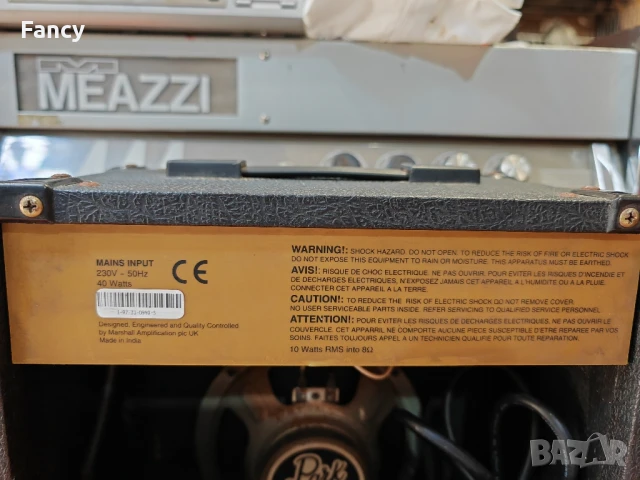 Fancy
M
MEAZZI
MAINS INPUT
230V ~ 50Hz
40 Watts
CE
Designed, Engineered and Quality Controlled
by Marshall Amplification plc UK
Made in India
WARNING!: SHOCK HAZARD. DO NOT OPEN. TO REDUCE THE RISK OF FIRE OR ELECTRIC SHOCK
DO NOT EXPOSE THIS EQUIPMENT TO RAIN OR MOISTURE. THIS APPARATUS MUST BE EARTHED.
AVIS!: RISQUE DE CHOC ELECTRIQUE. NE PAS OUVRIR. POUR EVITER LES RISQUES D'INCENDIE ET
DE DECHARGES ELECTRIQUES, N'EXPOSEZ JAMAIS CET APPAREIL A L'HUMIDITE OU A LA PLUIE.
CONNECTER CET APPAREIL A LA TERRE.
CAUTION!: TO REDUCE THE RISK OF ELECTRIC SHOCK DO NOT REMOVE COVER.
NO USER SERVICEABLE PARTS INSIDE. REFER SERVICING TO QUALIFIED SERVICE PERSONNEL.
ATTENTION!: POUR EVITER LES RISQUES DE DECHARGES ELECTRIQUES, NE PAS OUVRIR LE
COUVERCLE. CET APPARRIL NE COMPORTE AUCUNE PIECE SUSCEPTIBLE D'ETRE REPAREE PAR VOS
SOINS. FAITES TOUJOURS APPEL A UN TECHNICIEN QUALIFIE POUR TOUTE REPARATION.
10 Watts RMS into 8Ω
Park
BAZAR
bg